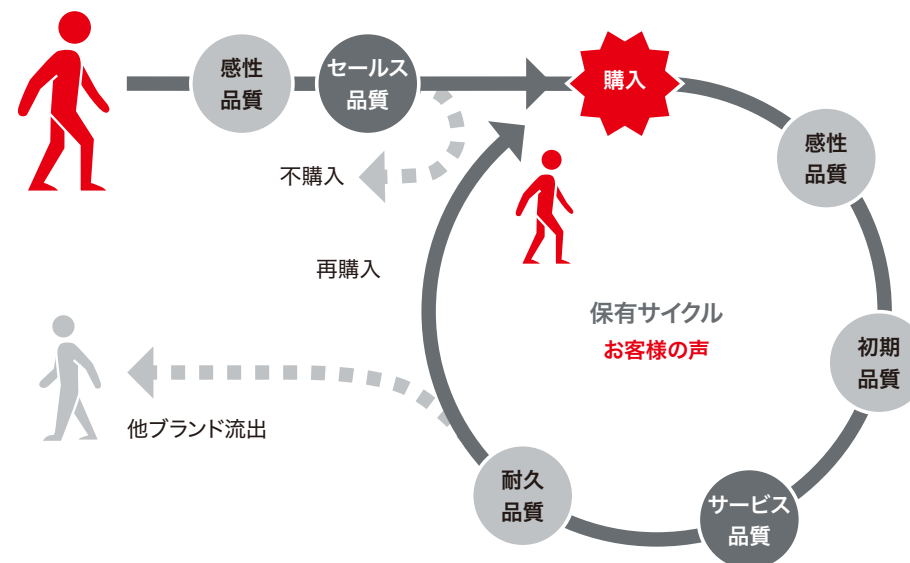 感性
品質
セールス
品質
購入
不購入
感性
品質
再購入
保有サイクル
お客様の声
初期
品質
他ブランド流出
耐久
品質
サービス
品質